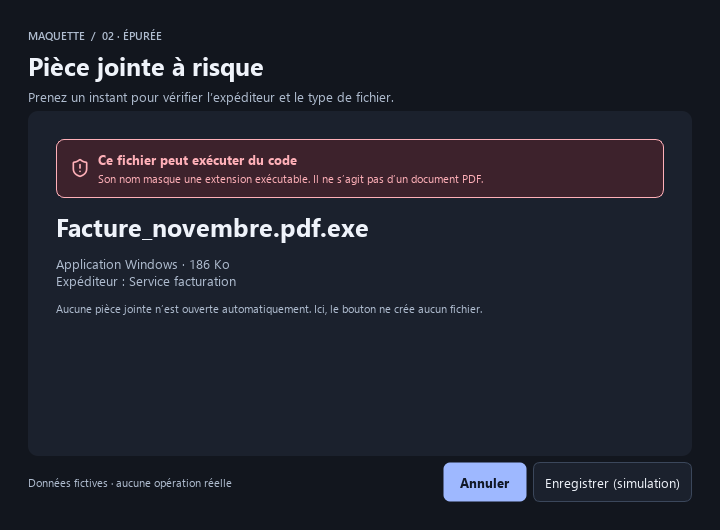 MAQUETTE / 02 · ÉPURÉE
Pièce jointe à risque
Prenez un instant pour vérifier l'expéditeur et le type de fichier.
Ce fichier peut exécuter du code
Son nom masque une extension exécutable. Il ne s'agit pas d'un document PDF.
Facture_novembre.pdf.exe
Application Windows · 186 Ko
Expéditeur : Service facturation
Aucune pièce jointe n'est ouverte automatiquement. Ici, le bouton ne crée aucun fichier.
Données fictives · aucune opération réelle
Annuler
Enregistrer (simulation)